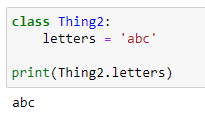 class Thing2:
    letters = 'abc'
print(Thing2.letters)
abc